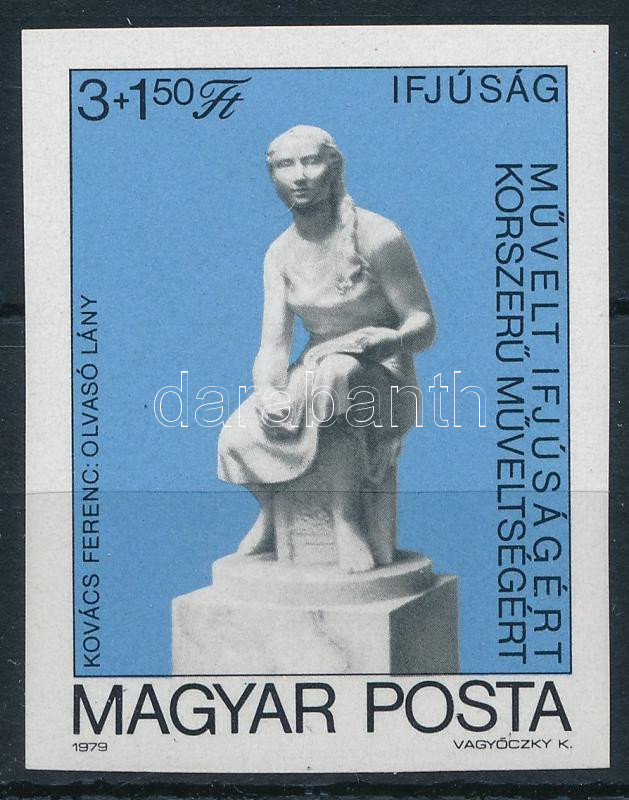 3+150 Ft
IFJÚSÁG
MŰVELT IFJÚSÁGÉRT
KORSZERŰ MŰVELTSÉGÉRT
KOVÁCS FERENC: OLVASÓ LÁNY
darabanth
MAGYAR POSTA
1979
VAGYÓCZKY K.